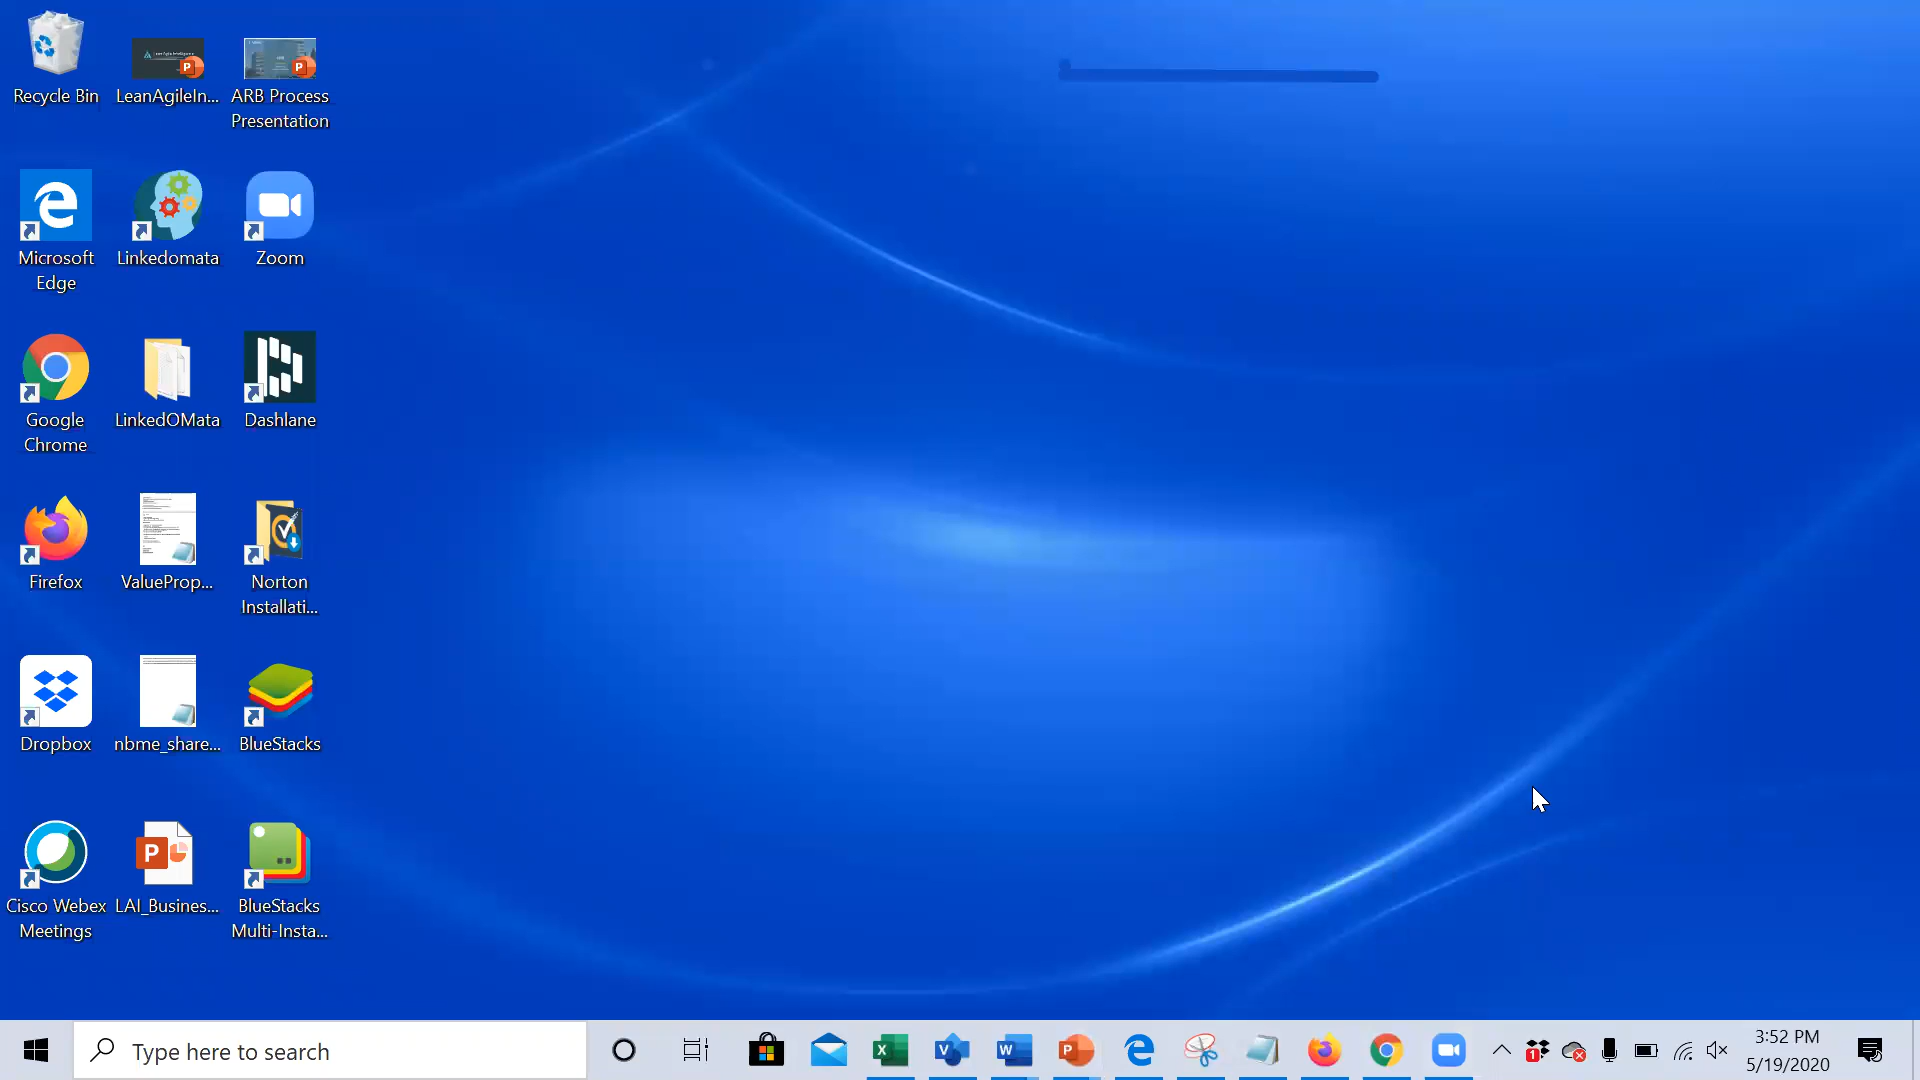 Recycle Bin
LeanAgileIn...
ARB Process
Presentation
Microsoft
Edge
Linkedomata
Zoom
Google
Chrome
LinkedOMata
Dashlane
Firefox
ValueProp...
Norton
Installati...
Dropbox
nbme_share...
BlueStacks
Cisco Webex
Meetings
LAI_Busines...
BlueStacks
Multi-Insta...
Type here to search
3:52 PM
5/19/2020